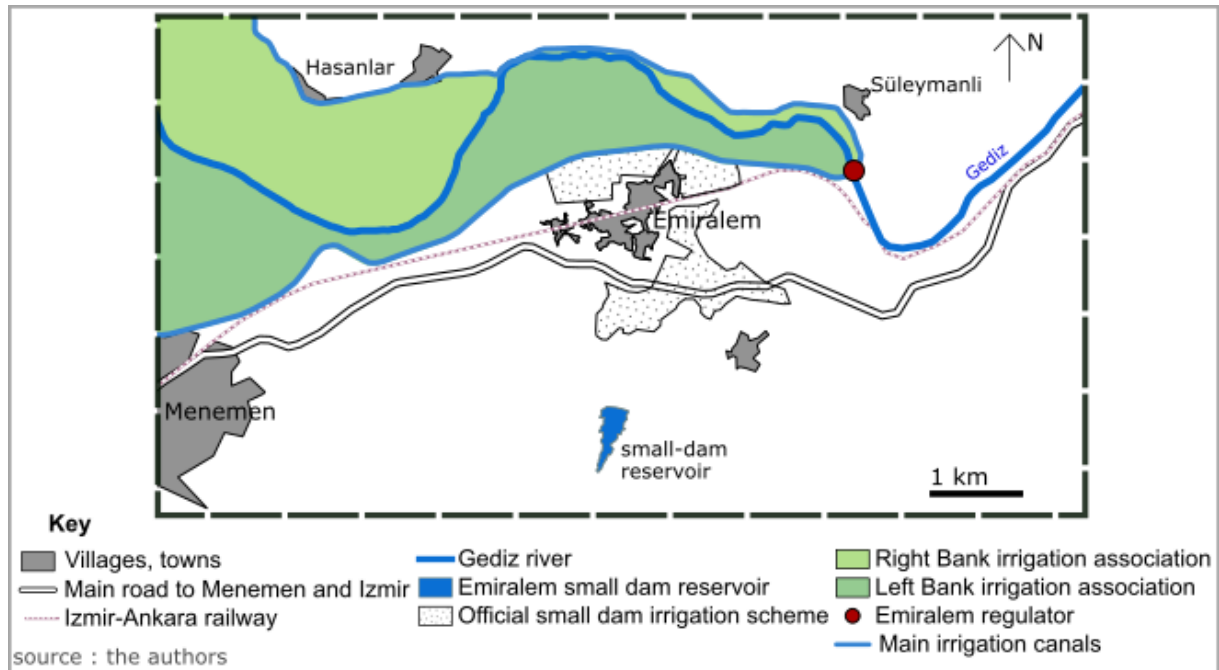 Hasanlar
N
Süleymanli
Gediz
Emiralem
Menemen
small-dam
reservoir
1 km
Key
Villages, towns
Main road to Menemen and Izmir
Izmir-Ankara railway
Gediz river
Emiralem small dam reservoir
Official small dam irrigation scheme
Right Bank irrigation association
Left Bank irrigation association
Emiralem regulator
Main irrigation canals
source : the authors